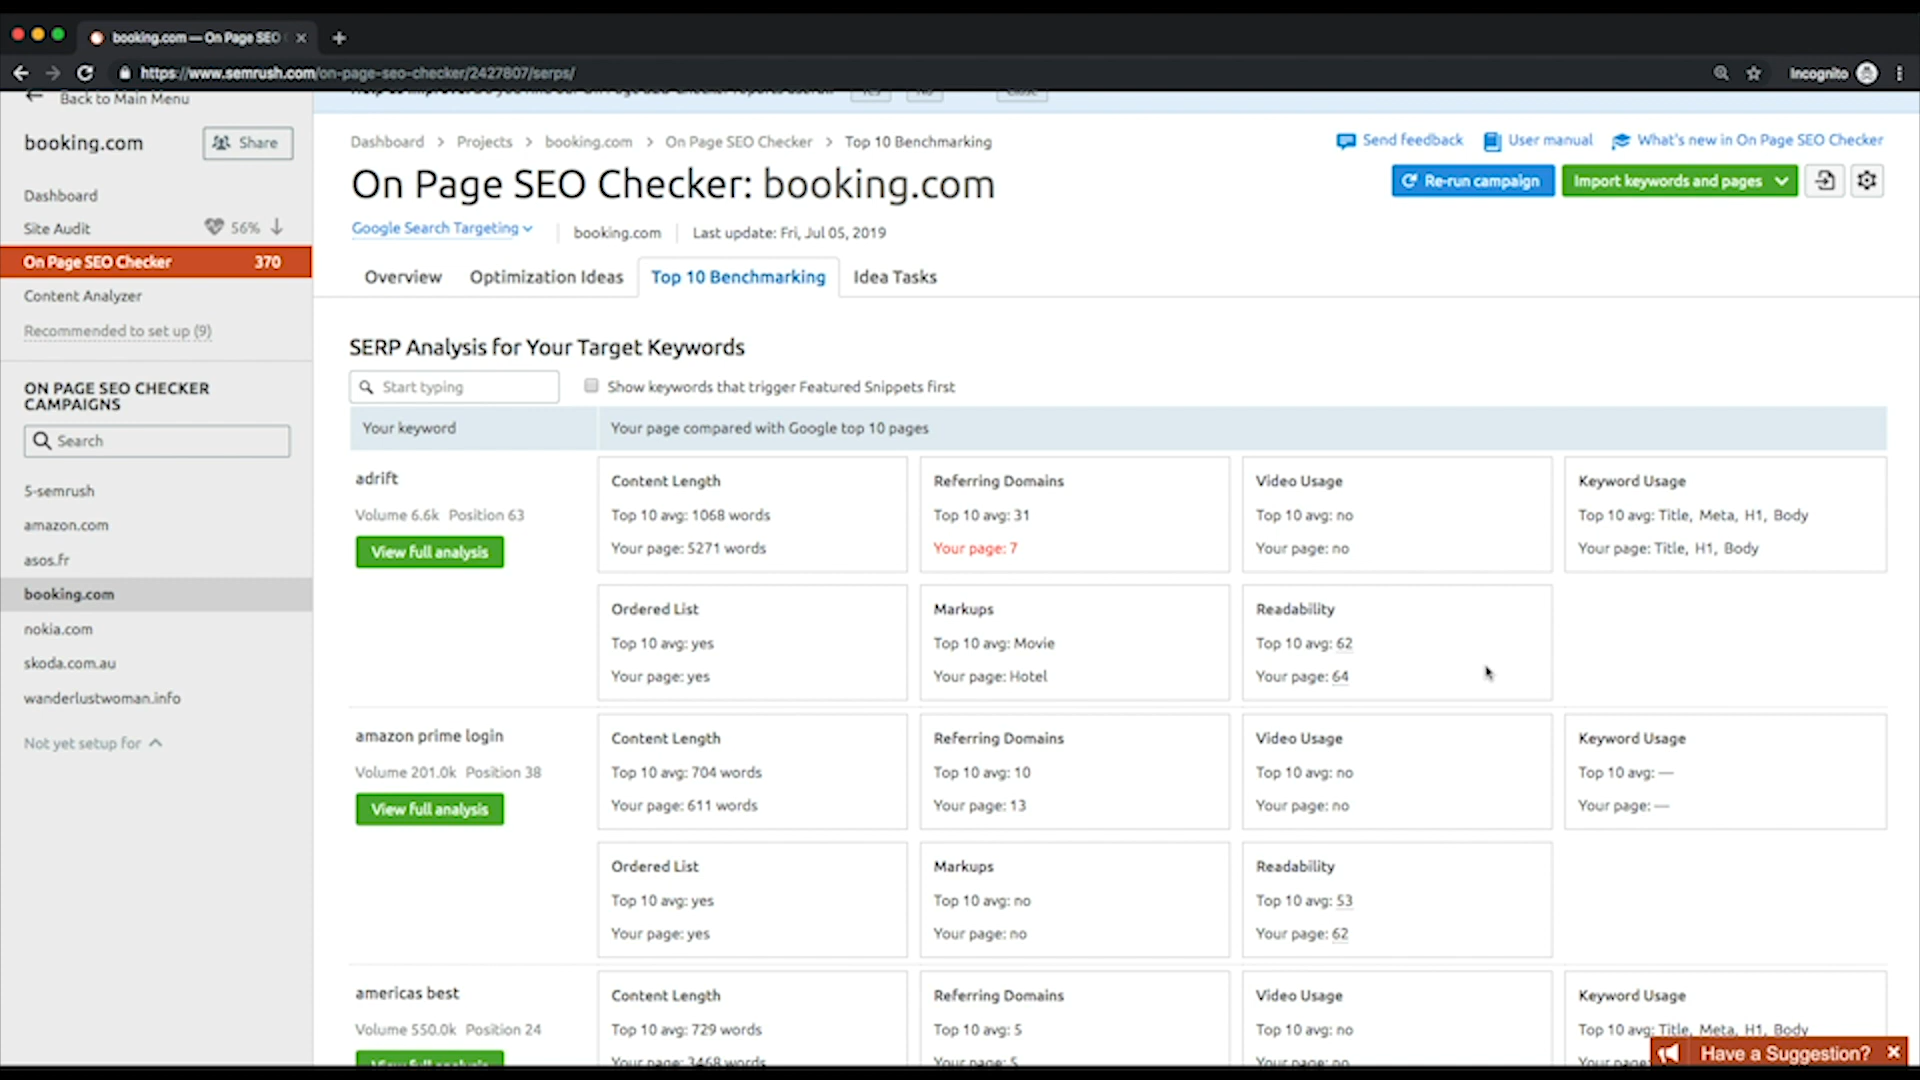 booking.com — On Page SEO
https://www.semrush.com/on-page-seo-checker/2427807/serps/
Incognito
Back to Main Menu
booking.com
Share
Dashboard
Site Audit 56%
On Page SEO Checker 370
Content Analyzer
Recommended to set up (9)
ON PAGE SEO CHECKER
CAMPAIGNS
Search
5-semrush
amazon.com
asos.fr
booking.com
nokia.com
skoda.com.au
wanderlustwoman.info
Not yet setup for
Dashboard > Projects > booking.com > On Page SEO Checker > Top 10 Benchmarking
Send feedback
User manual
What's new in On Page SEO Checker
On Page SEO Checker: booking.com
Re-run campaign
Import keywords and pages
Google Search Targeting
booking.com
Last update: Fri, Jul 05, 2019
Overview
Optimization Ideas
Top 10 Benchmarking
Idea Tasks
SERP Analysis for Your Target Keywords
Start typing
Show keywords that trigger Featured Snippets first
Your keyword
Your page compared with Google top 10 pages
adrift
Volume 6.6k Position 63
View full analysis
Content Length
Top 10 avg: 1068 words
Your page: 5271 words
Referring Domains
Top 10 avg: 31
Your page: 7
Video Usage
Top 10 avg: no
Your page: no
Keyword Usage
Top 10 avg: Title, Meta, H1, Body
Your page: Title, H1, Body
Ordered List
Top 10 avg: yes
Your page: yes
Markups
Top 10 avg: Movie
Your page: Hotel
Readability
Top 10 avg: 62
Your page: 64
amazon prime login
Volume 201.0k Position 38
View full analysis
Content Length
Top 10 avg: 704 words
Your page: 611 words
Referring Domains
Top 10 avg: 10
Your page: 13
Video Usage
Top 10 avg: no
Your page: no
Keyword Usage
Top 10 avg: —
Your page: —
Ordered List
Top 10 avg: yes
Your page: yes
Markups
Top 10 avg: no
Your page: no
Readability
Top 10 avg: 53
Your page: 62
americas best
Volume 550.0k Position 24
View full analysis
Content Length
Top 10 avg: 729 words
Your page: 3468 words
Referring Domains
Top 10 avg: 5
Your page: 5
Video Usage
Top 10 avg: no
Your page: no
Keyword Usage
Top 10 avg: Title, Meta, H1, Body
Your page
Have a Suggestion?